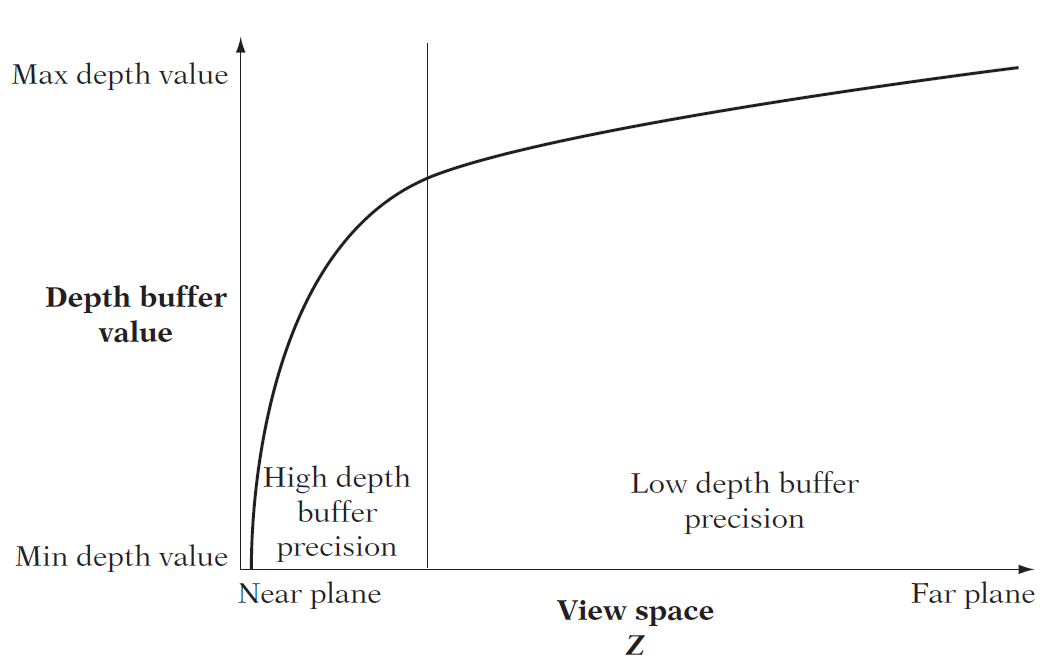 Max depth value
Depth buffer
value
High depth
buffer
precision
Low depth buffer
precision
Min depth value
Near plane
Far plane
View space
Z